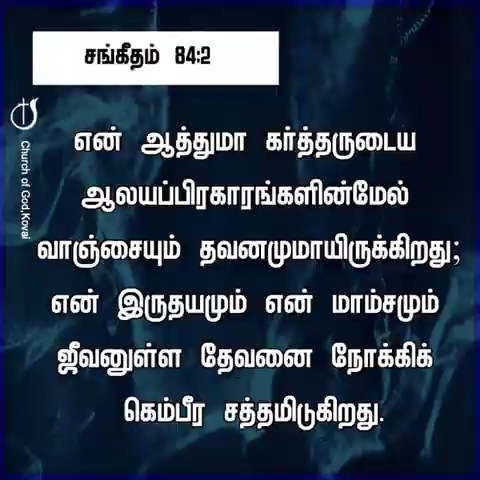 சங்கீதம் 84:2
Church of God,Kovai
என் ஆத்துமா கர்த்தருடைய
ஆலயப்பிரகாரங்களின்மேல்
வாஞ்சையும் தவனமுமாயிருக்கிறது;
என் இருதயமும் என் மாம்சமும்
ஜீவனுள்ள தேவனை நோக்கிக்
கெம்பீர சத்தமிடுகிறது.